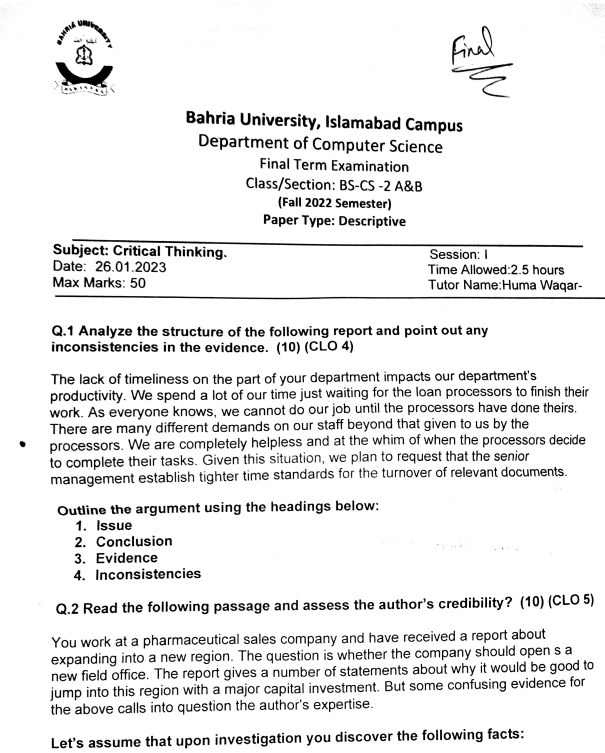 BAHRIA UNIVERSITY
Final
Bahria University, Islamabad Campus
Department of Computer Science
Final Term Examination
Class/Section: BS-CS -2 A&B
(Fall 2022 Semester)
Paper Type: Descriptive
Subject: Critical Thinking.
Session: I
Date: 26.01.2023
Time Allowed:2.5 hours
Max Marks: 50
Tutor Name:Huma Waqar-
Q.1 Analyze the structure of the following report and point out any
inconsistencies in the evidence. (10) (CLO 4)
The lack of timeliness on the part of your department impacts our department's
productivity. We spend a lot of our time just waiting for the loan processors to finish their
work. As everyone knows, we cannot do our job until the processors have done theirs.
There are many different demands on our staff beyond that given to us by the
processors. We are completely helpless and at the whim of when the processors decide
to complete their tasks. Given this situation, we plan to request that the senior
management establish tighter time standards for the turnover of relevant documents.
Outline the argument using the headings below:
1. Issue
2. Conclusion
3. Evidence
4. Inconsistencies
Q.2 Read the following passage and assess the author's credibility? (10) (CLO 5)
You work at a pharmaceutical sales company and have received a report about
expanding into a new region. The question is whether the company should open s a
new field office. The report gives a number of statements about why it would be good to
jump into this region with a major capital investment. But some confusing evidence for
the above calls into question the author's expertise.
Let's assume that upon investigation you discover the following facts: